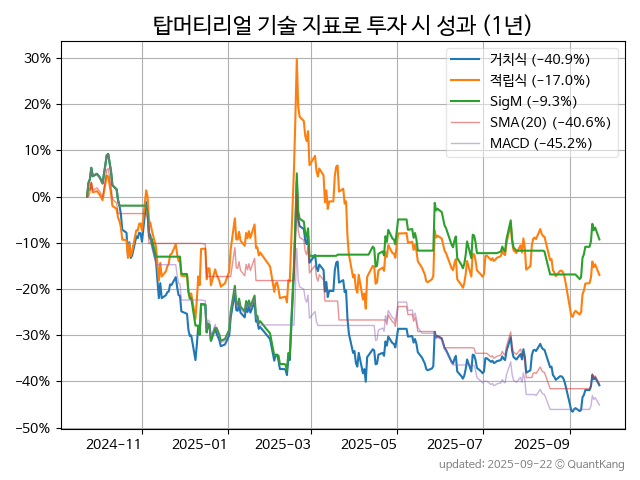 탑머티리얼 기술 지표로 투자 시 성과 (1년)
거치식 (−40.9%)
적립식 (−17.0%)
SigM (−9.3%)
SMA(20) (−40.6%)
MACD (−45.2%)
30%
20%
10%
0%
−10%
−20%
−30%
−40%
−50%
2024-11 2025-01 2025-03 2025-05 2025-07 2025-09
updated: 2025-09-22 © QuantKang